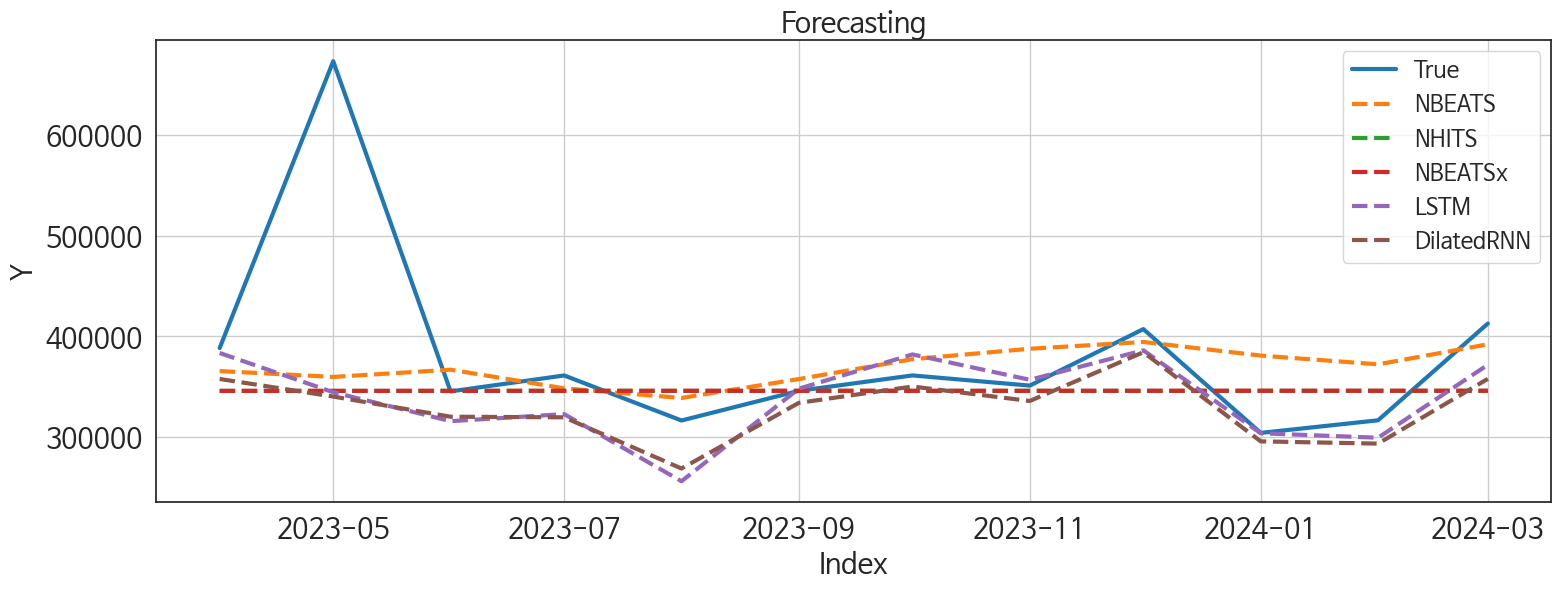 Forecasting
Y
600000
500000
400000
300000
2023-05
2023-07
2023-09
2023-11
2024-01
2024-03
Index
True
NBEATS
NHITS
NBEATSx
LSTM
DilatedRNN